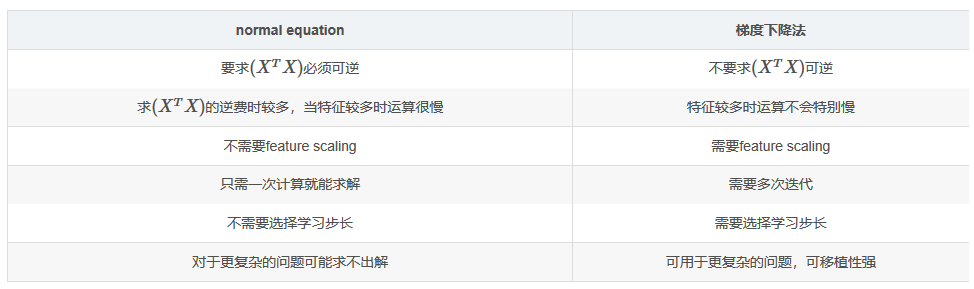 normal equation 梯度下降法
要求(X^T X)必须可逆 不要求(X^T X)可逆
求(X^T X)的逆费时较多，当特征较多时运算很慢 特征较多时运算不会特别慢
不需要feature scaling 需要feature scaling
只需一次计算就能求解 需要多次迭代
不需要选择学习步长 需要选择学习步长
对于更复杂的问题可能求不出解 可用于更复杂的问题，可移植性强